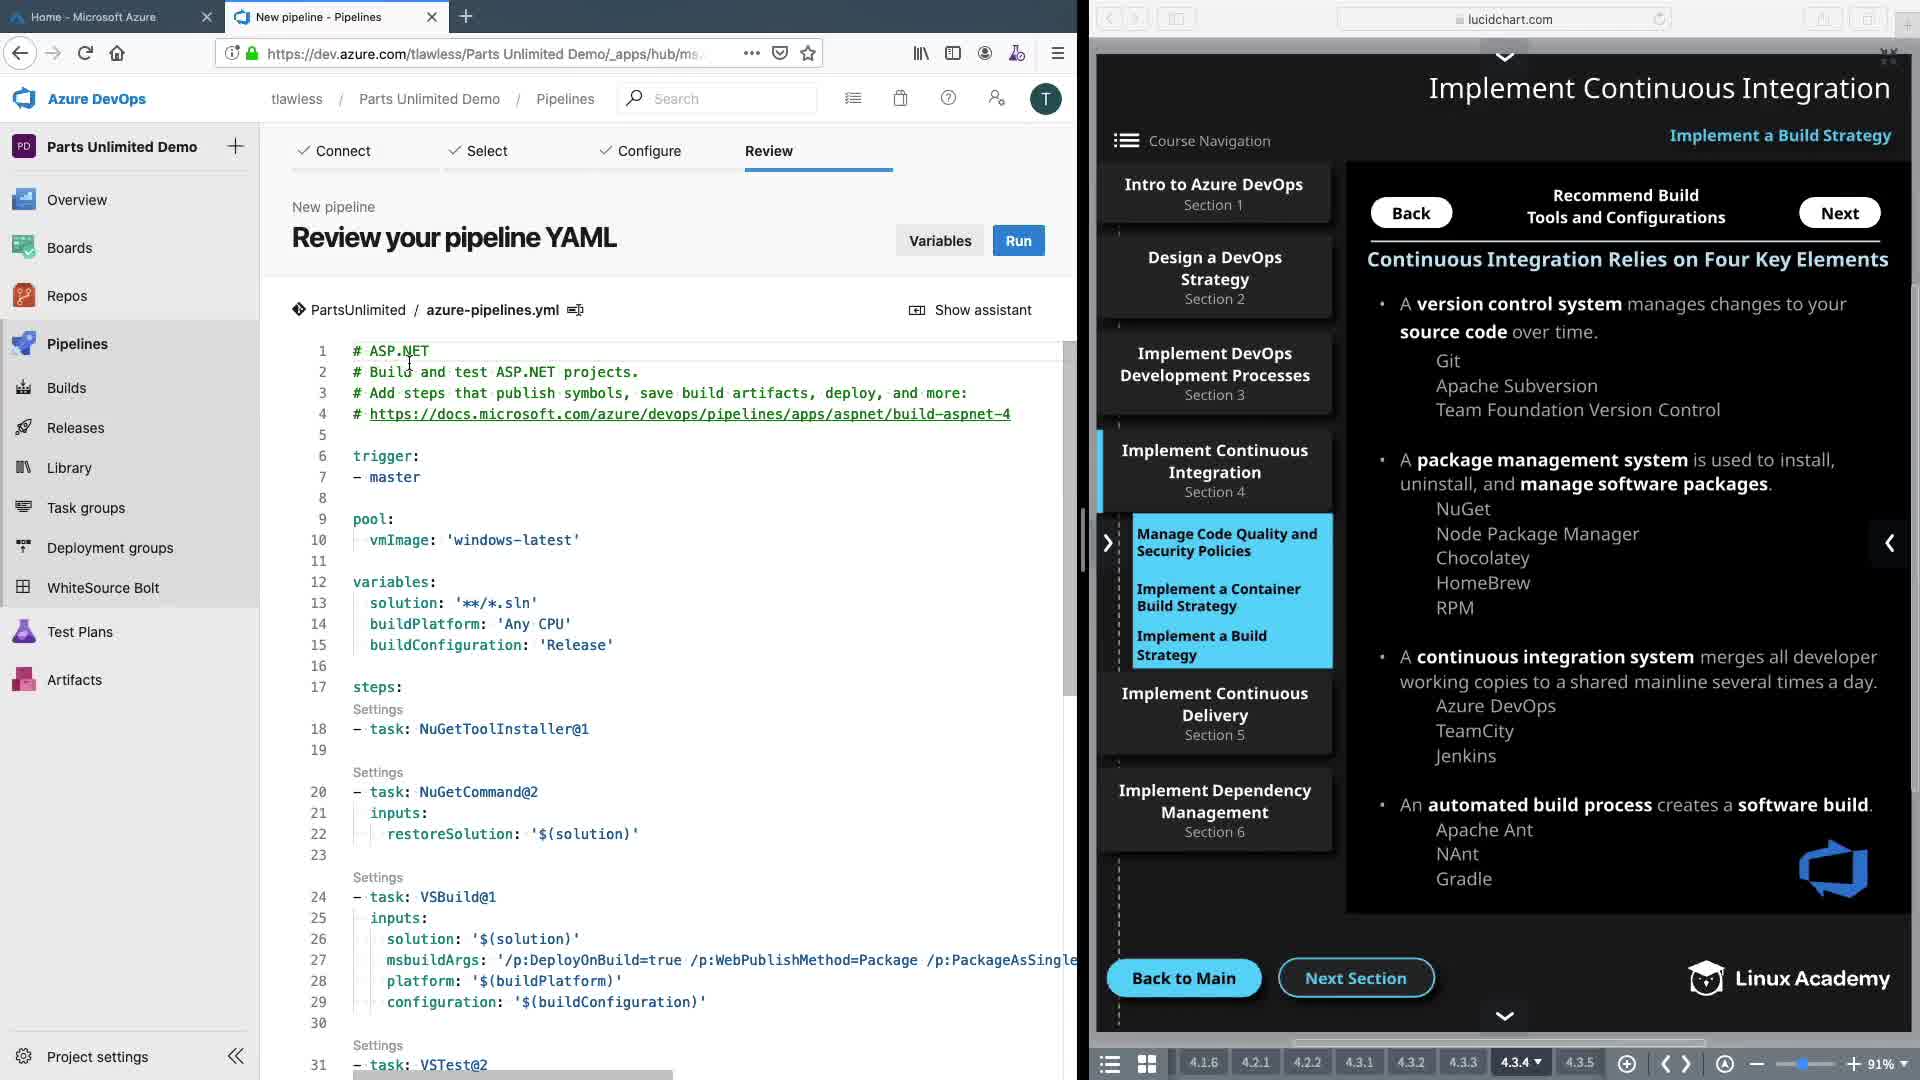 Home - Microsoft Azure
New pipeline - Pipelines
https://dev.azure.com/tlawless/Parts Unlimited Demo/_apps/hub/ms.
Azure DevOps
tlawless / Parts Unlimited Demo / Pipelines
Search
T
PD
Parts Unlimited Demo
Overview
Boards
Repos
Pipelines
Builds
Releases
Library
Task groups
Deployment groups
WhiteSource Bolt
Test Plans
Artifacts
Project settings
Connect
Select
Configure
Review
New pipeline
Review your pipeline YAML
Variables
Run
PartsUnlimited / azure-pipelines.yml
Show assistant
1 # ASP.NET
2 # Build and test ASP.NET projects.
3 # Add steps that publish symbols, save build artifacts, deploy, and more:
4 # https://docs.microsoft.com/azure/devops/pipelines/apps/aspnet/build-aspnet-4
5
6 trigger:
7 - master
8
9 pool:
10 vmImage: 'windows-latest'
11
12 variables:
13 solution: '**/*.sln'
14 buildPlatform: 'Any CPU'
15 buildConfiguration: 'Release'
16
17 steps:
Settings
18 - task: NuGetToolInstaller@1
19
Settings
20 - task: NuGetCommand@2
21 inputs:
22 restoreSolution: '$(solution)'
23
Settings
24 - task: VSBuild@1
25 inputs:
26 solution: '$(solution)'
27 msbuildArgs: '/p:DeployOnBuild=true /p:WebPublishMethod=Package /p:PackageAsSingle
28 platform: '$(buildPlatform)'
29 configuration: '$(buildConfiguration)'
30
Settings
31 - task: VSTest@2
lucidchart.com
Implement Continuous Integration
Implement a Build Strategy
Course Navigation
Intro to Azure DevOps
Section 1
Design a DevOps
Strategy
Section 2
Implement DevOps
Development Processes
Section 3
Implement Continuous
Integration
Section 4
Manage Code Quality and
Security Policies
Implement a Container
Build Strategy
Implement a Build
Strategy
Implement Continuous
Delivery
Section 5
Implement Dependency
Management
Section 6
Back
Recommend Build
Tools and Configurations
Next
Continuous Integration Relies on Four Key Elements
• A version control system manages changes to your
source code over time.
Git
Apache Subversion
Team Foundation Version Control
• A package management system is used to install,
uninstall, and manage software packages.
NuGet
Node Package Manager
Chocolatey
HomeBrew
RPM
• A continuous integration system merges all developer
working copies to a shared mainline several times a day.
Azure DevOps
TeamCity
Jenkins
• An automated build process creates a software build.
Apache Ant
NAnt
Gradle
Back to Main
Next Section
Linux Academy
4.1.6 4.2.1 4.2.2 4.3.1 4.3.2 4.3.3 4.3.4 4.3.5
91%